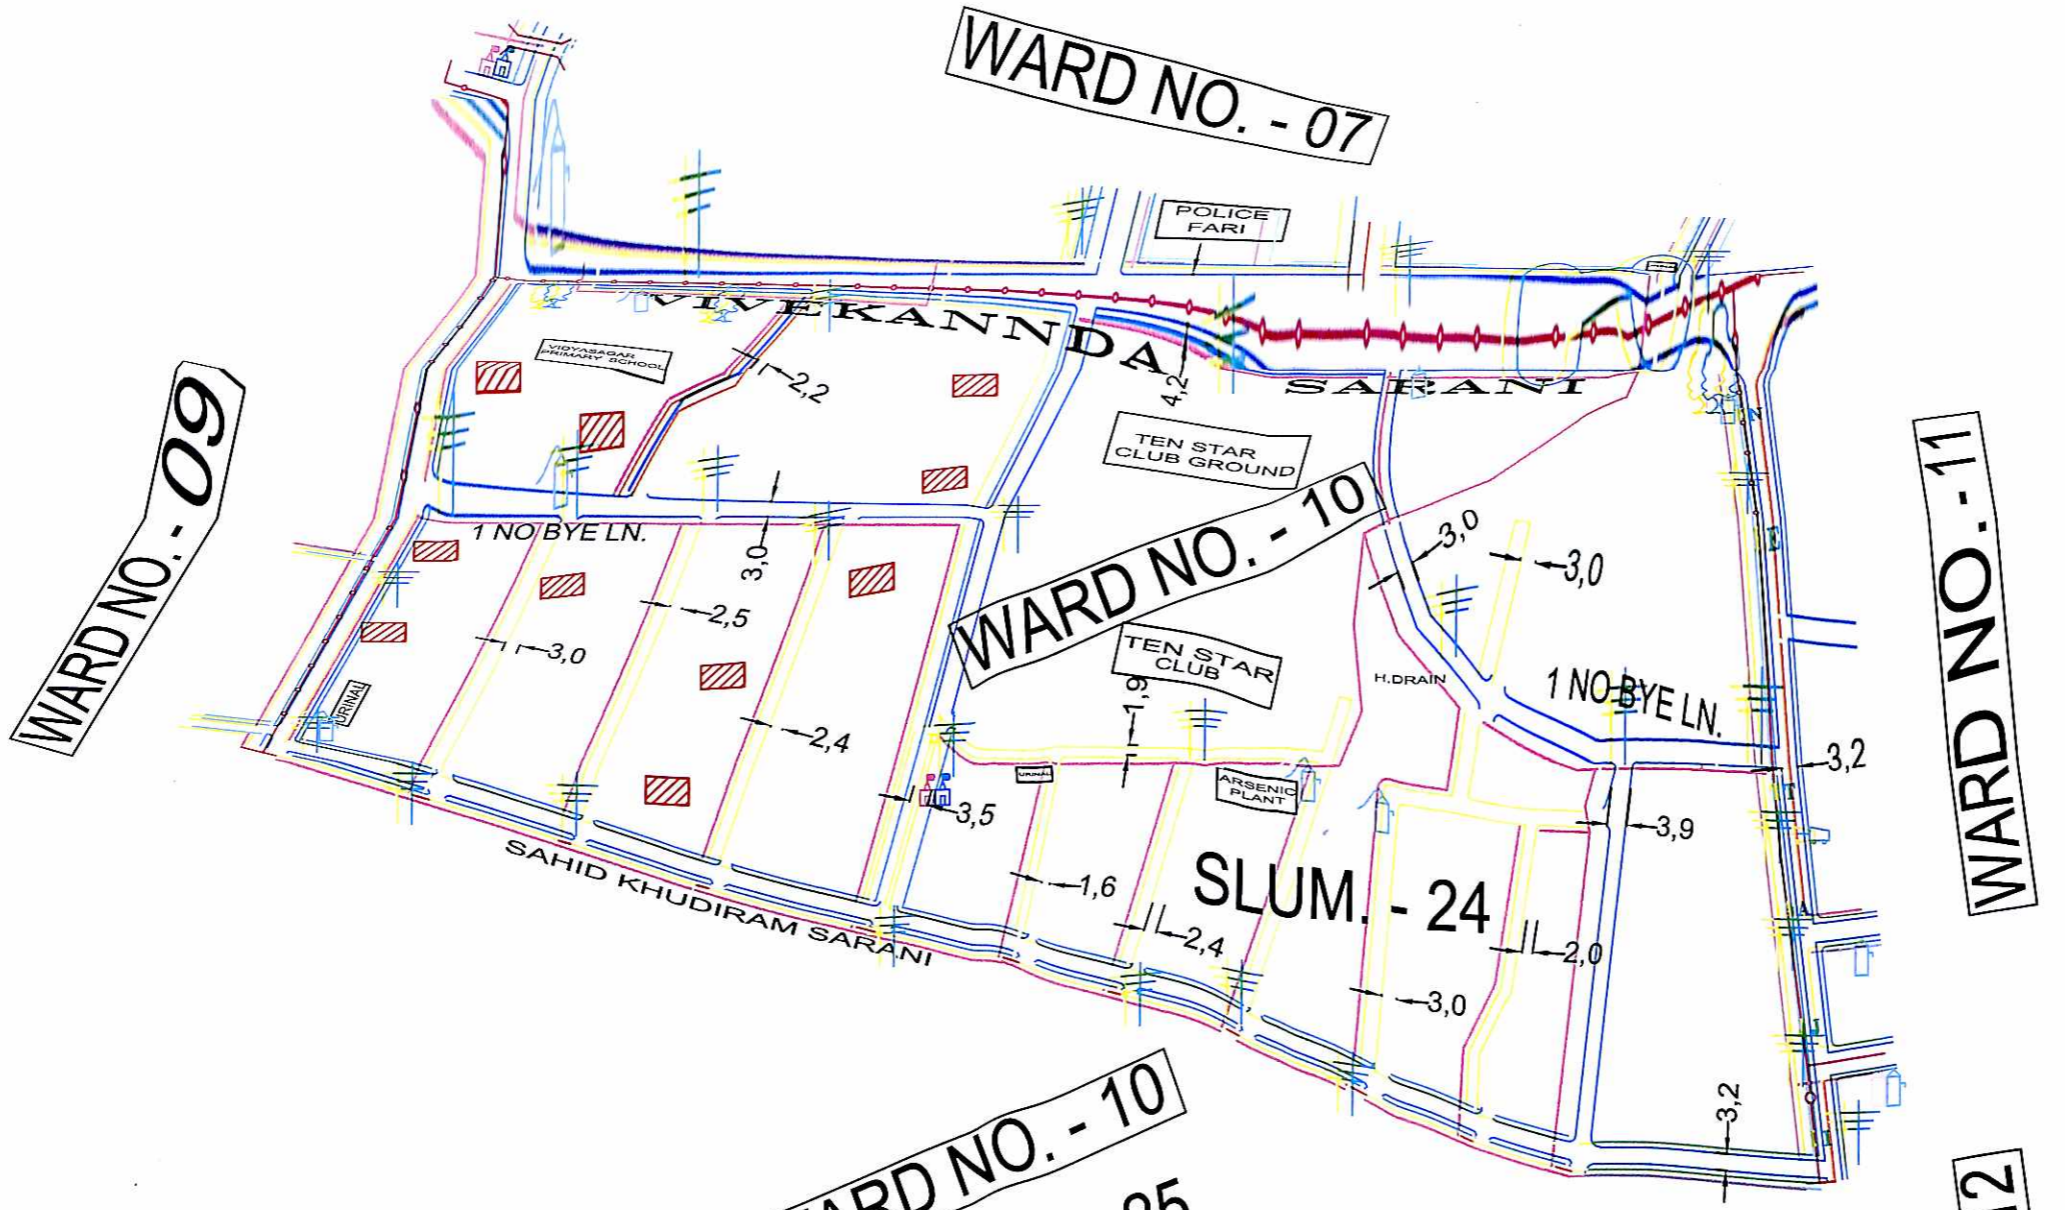 WARD NO. - 07
POLICE
FARI
VIVEKANNDA SARANI
VIDYASAGAR
PRIMARY SCHOOL
2,2
4,2
TEN STAR
CLUB GROUND
WARD NO. - 09
WARD NO. - 11
WARD NO. - 10
1 NO BYE LN.
3,0
3,0
3,0
2,5
3,0
TEN STAR
CLUB
H.DRAIN
1 NO BYE LN.
URINAL
1,9
2,4
3,2
URINAL
ARSENIC
PLANT
3,5
3,9
SAHID KHUDIRAM SARANI
1,6
SLUM. - 24
2,4
2,0
3,0
3,2
WARD NO. - 10
25
12